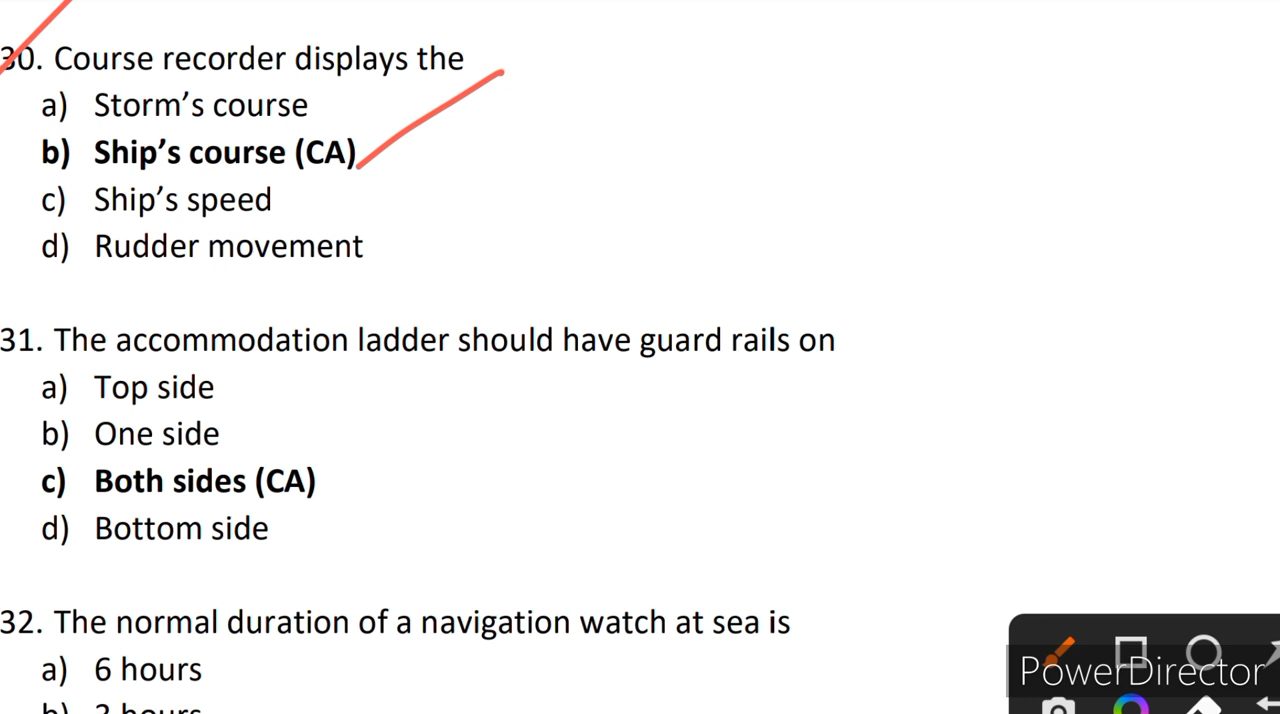 30. Course recorder displays the
a) Storm’s course
b) Ship’s course (CA)
c) Ship’s speed
d) Rudder movement
31. The accommodation ladder should have guard rails on
a) Top side
b) One side
c) Both sides (CA)
d) Bottom side
32. The normal duration of a navigation watch at sea is
a) 6 hours
PowerDirector